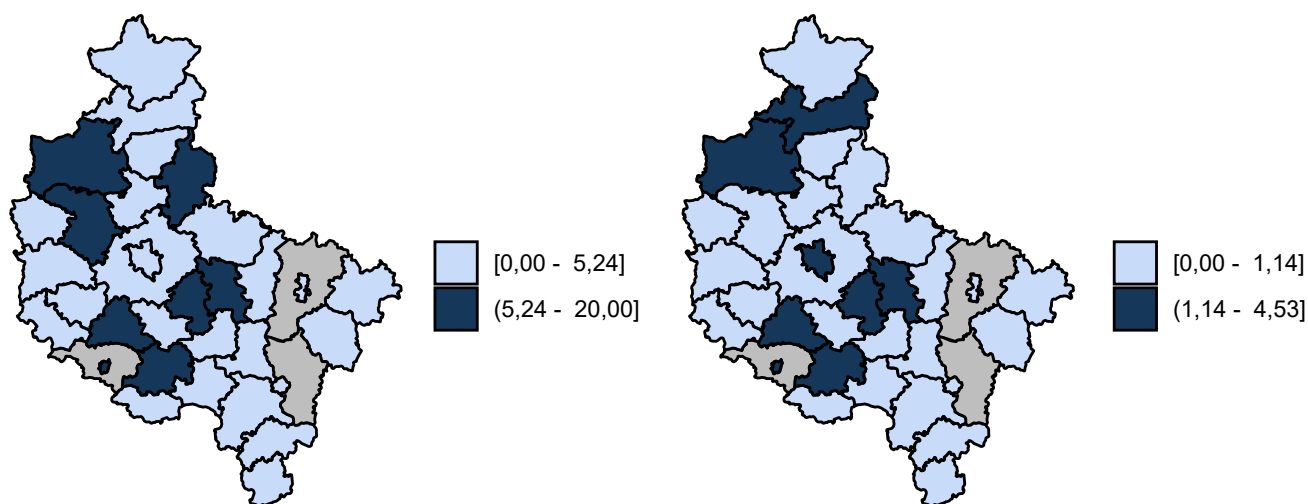 [0,00 - 5,24]
(5,24 - 20,00]
[0,00 - 1,14]
(1,14 - 4,53]